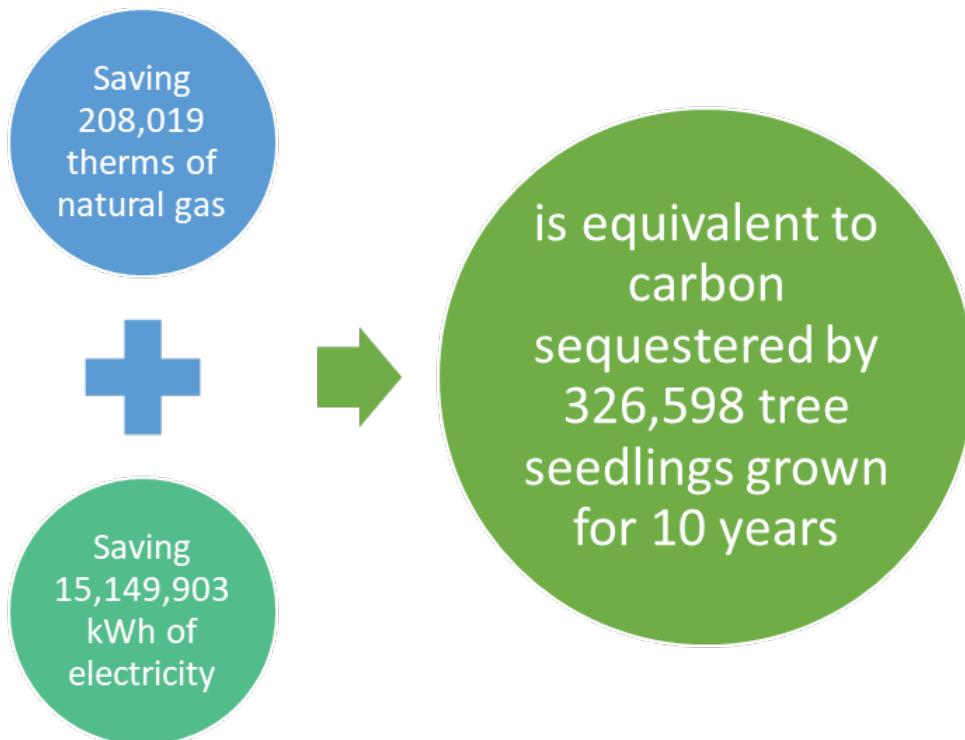 Saving
208,019
therms of
natural gas
Saving
15,149,903
kWh of
electricity
is equivalent to
carbon
sequestered by
326,598 tree
seedlings grown
for 10 years